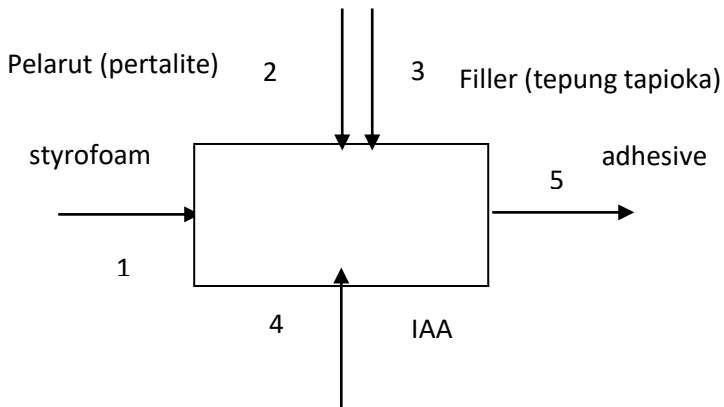 Pelarut (pertalite)
2
3
Filler (tepung tapioka)
styrofoam
adhesive
5
1
4
IAA